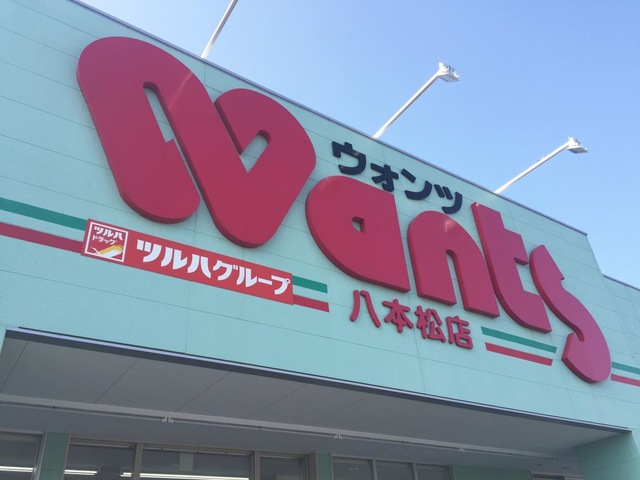 Wants
ウォンツ
ツルハ
ドラッグ
ツルハグループ
八本松店